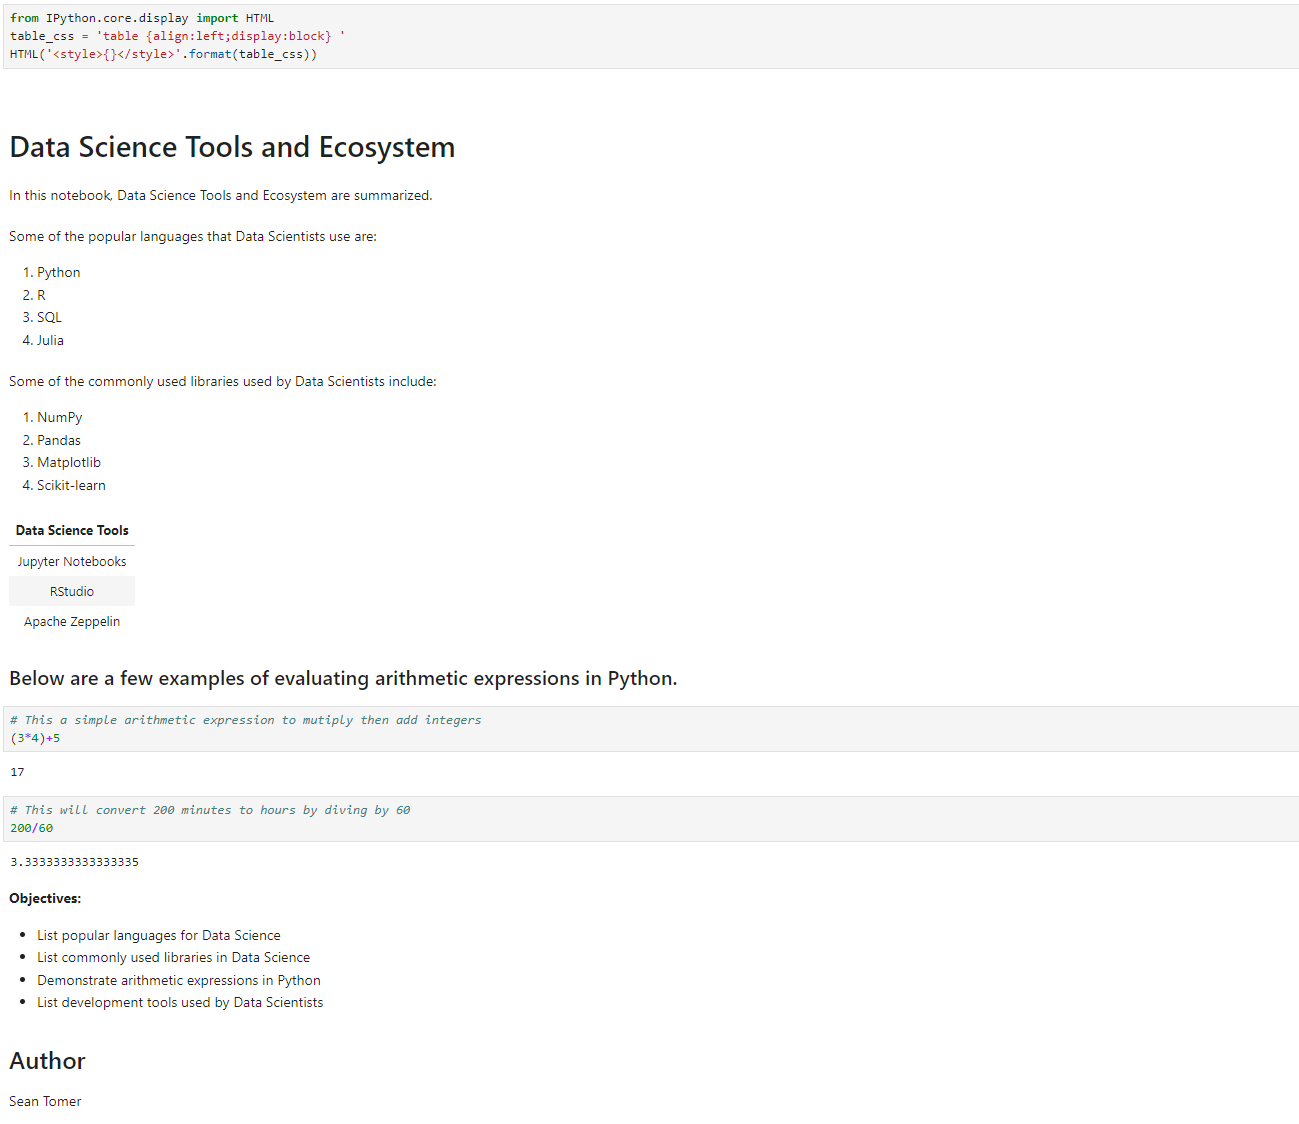 from IPython.core.display import HTML
table_css = 'table {align:left;display:block} '
HTML('<style>{}</style>'.format(table_css))
Data Science Tools and Ecosystem
In this notebook, Data Science Tools and Ecosystem are summarized.
Some of the popular languages that Data Scientists use are:
1. Python
2. R
3. SQL
4. Julia
Some of the commonly used libraries used by Data Scientists include:
1. NumPy
2. Pandas
3. Matplotlib
4. Scikit-learn
Data Science Tools
Jupyter Notebooks
RStudio
Apache Zeppelin
Below are a few examples of evaluating arithmetic expressions in Python.
# This a simple arithmetic expression to mutiply then add integers
(3*4)+5
17
# This will convert 200 minutes to hours by diving by 60
200/60
3.3333333333333335
Objectives:
• List popular languages for Data Science
• List commonly used libraries in Data Science
• Demonstrate arithmetic expressions in Python
• List development tools used by Data Scientists
Author
Sean Tomer